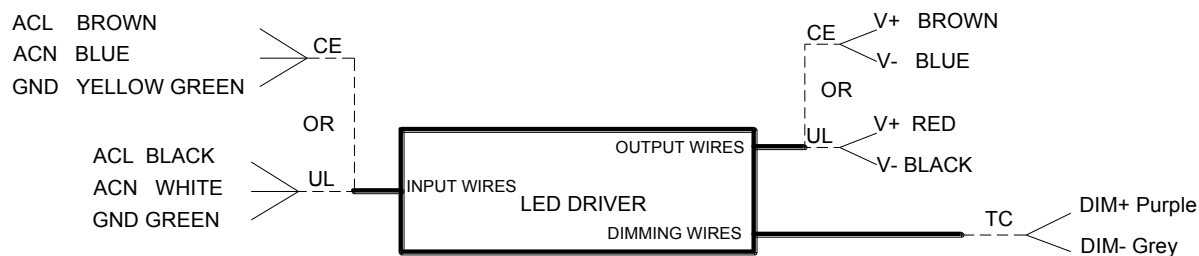 ACL BROWN
ACN BLUE
GND YELLOW GREEN
CE
OR
ACL BLACK
ACN WHITE
GND GREEN
UL
INPUT WIRES
LED DRIVER
OUTPUT WIRES
DIMMING WIRES
CE
V+ BROWN
V- BLUE
OR
UL
V+ RED
V- BLACK
TC
DIM+ Purple
DIM- Grey